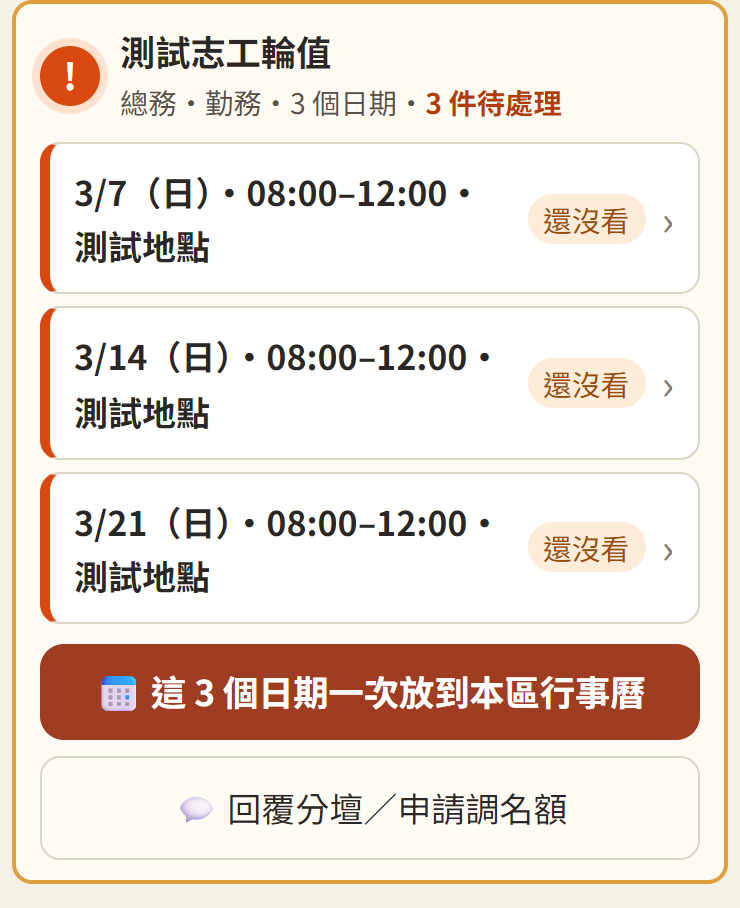 !
測試志工輪值
總務・勤務・3 個日期・3 件待處理
3/7（日）・08:00–12:00・
測試地點
還沒看
›
3/14（日）・08:00–12:00・
測試地點
還沒看
›
3/21（日）・08:00–12:00・
測試地點
還沒看
›
這 3 個日期一次放到本區行事曆
回覆分壇／申請調名額